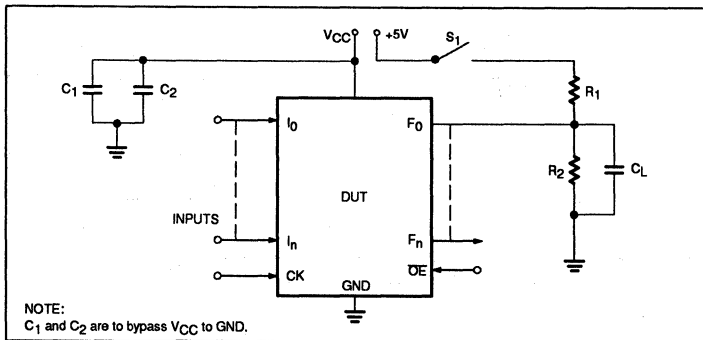 VCC +5V S1
C1 C2 R1
I0 F0
R2 CL
DUT
INPUTS
In Fn
CK OE
GND
NOTE:
C1 and C2 are to bypass VCC to GND.